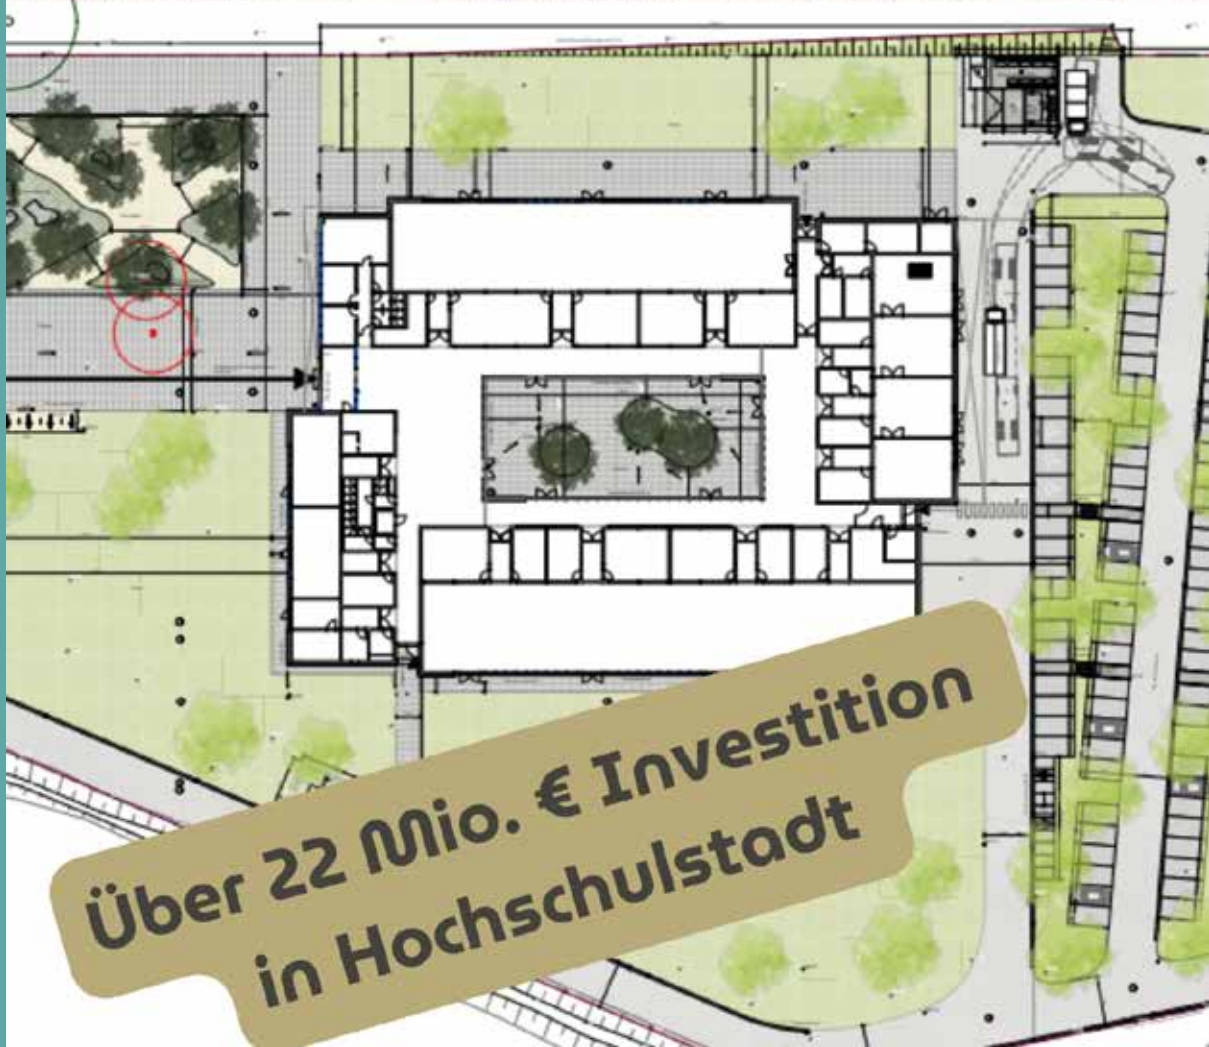 Über 22 Mio. € Investition
in Hochschulstadt